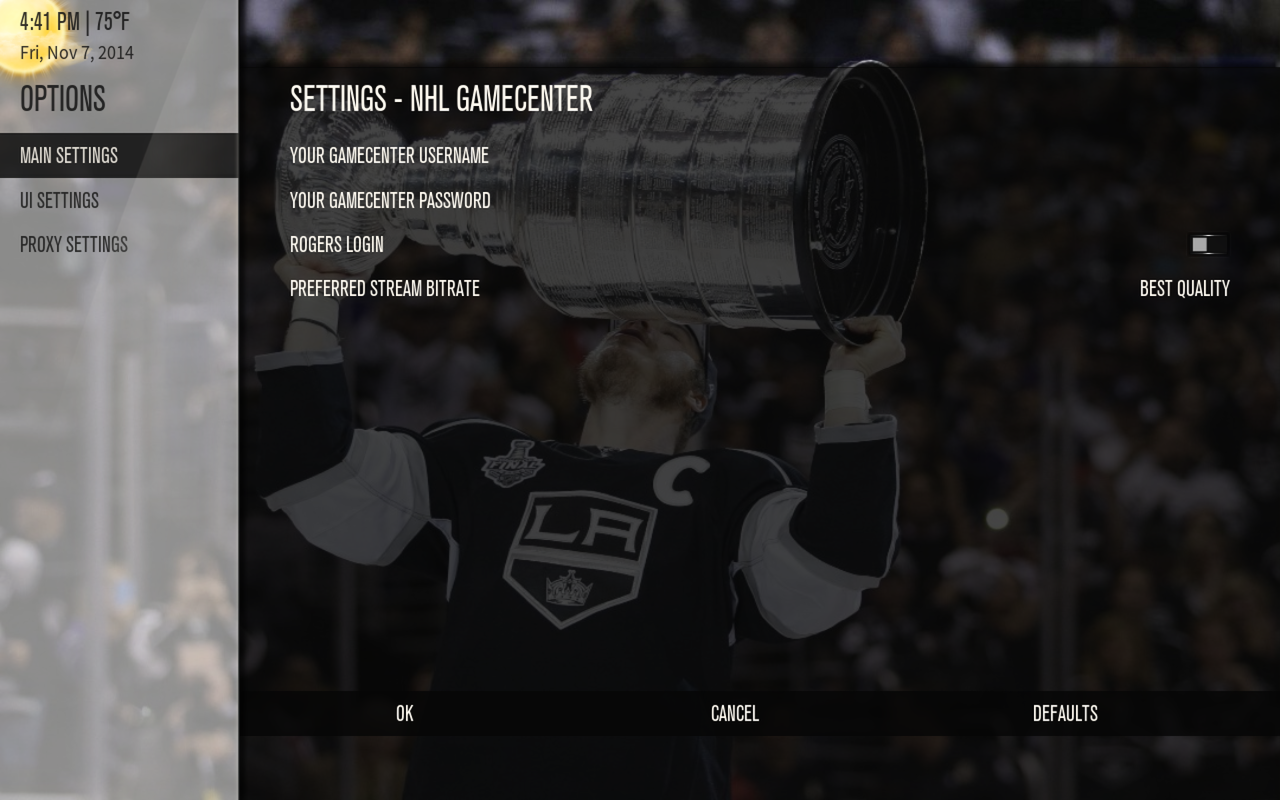 4:41 PM | 75°F
Fri, Nov 7, 2014
OPTIONS
MAIN SETTINGS
UI SETTINGS
PROXY SETTINGS
SETTINGS - NHL GAMECENTER
YOUR GAMECENTER USERNAME
YOUR GAMECENTER PASSWORD
ROGERS LOGIN
PREFERRED STREAM BITRATE BEST QUALITY
FINAL
C
LA
OK CANCEL DEFAULTS